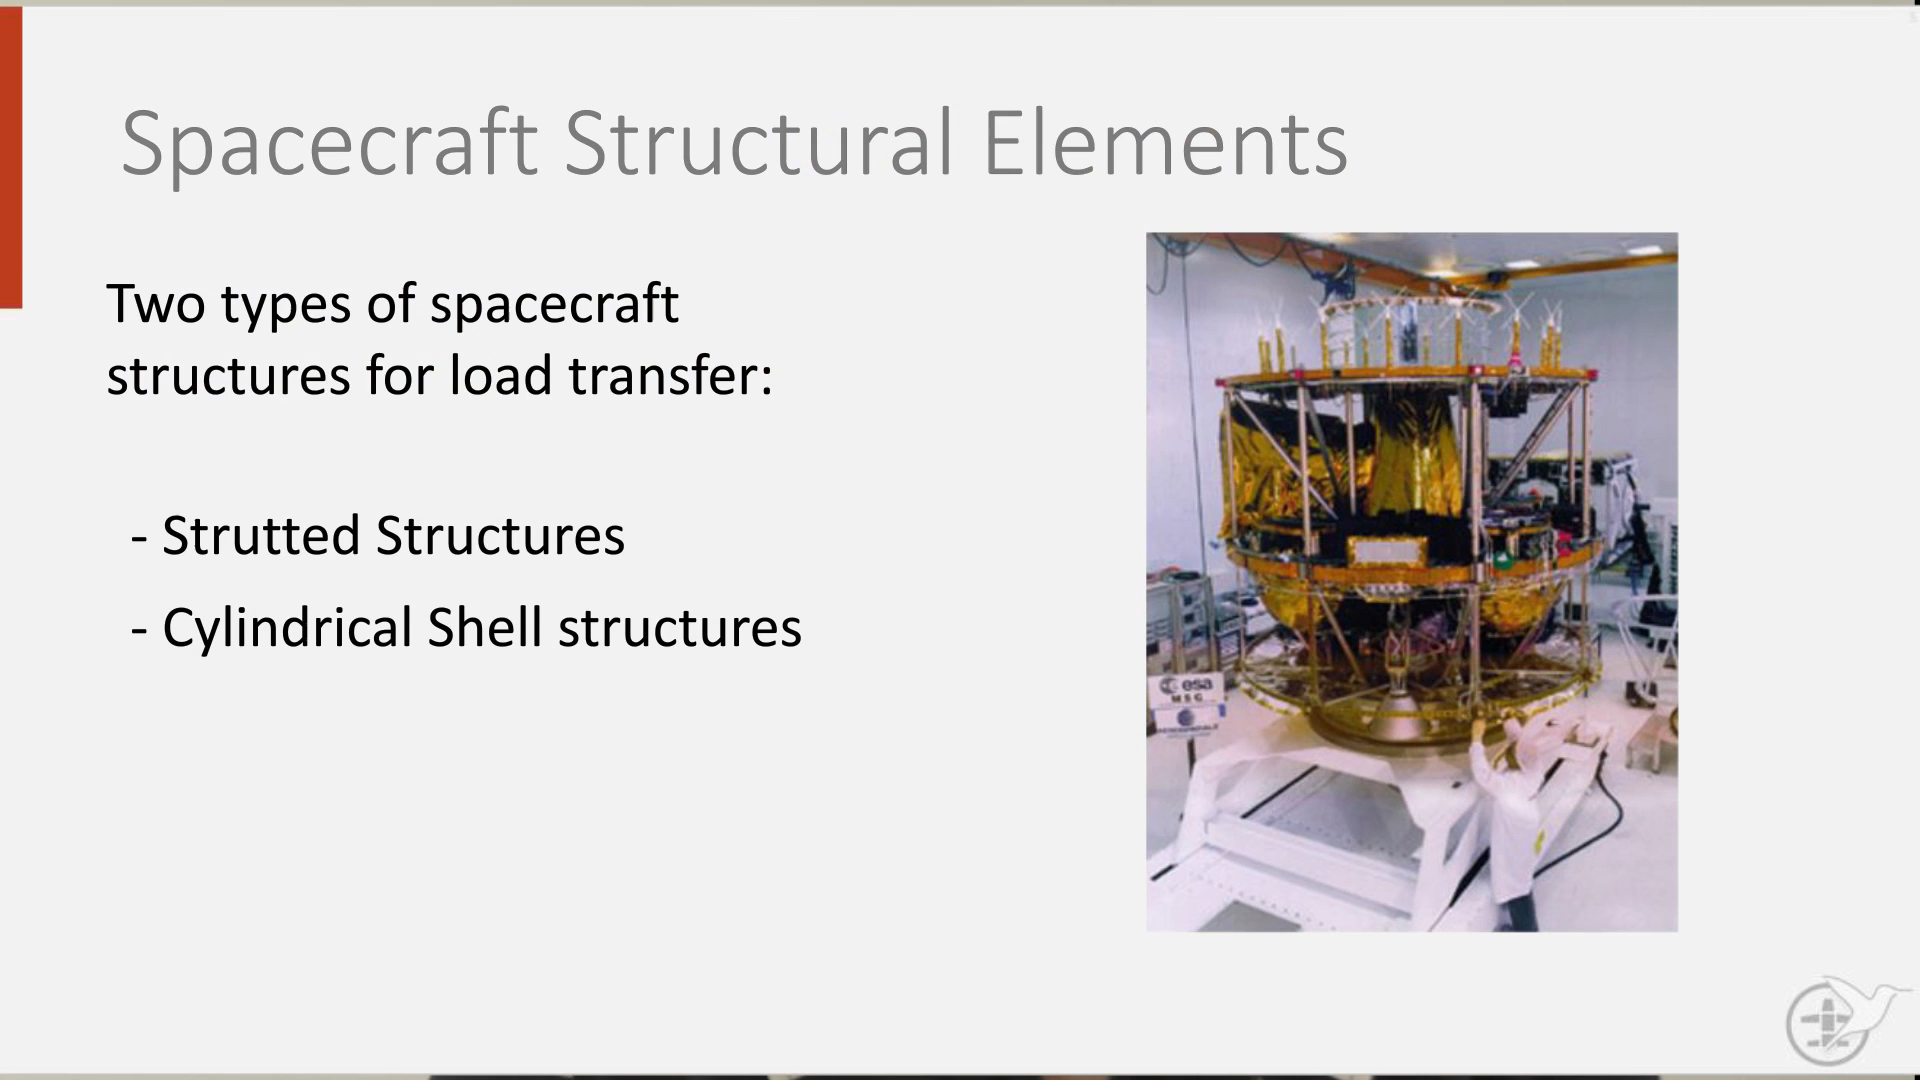 Spacecraft Structural Elements
Two types of spacecraft
structures for load transfer:
- Strutted Structures
- Cylindrical Shell structures
esa
MSG